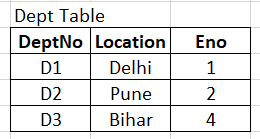 Dept Table
DeptNo Location Eno
D1 Delhi 1
D2 Pune 2
D3 Bihar 4